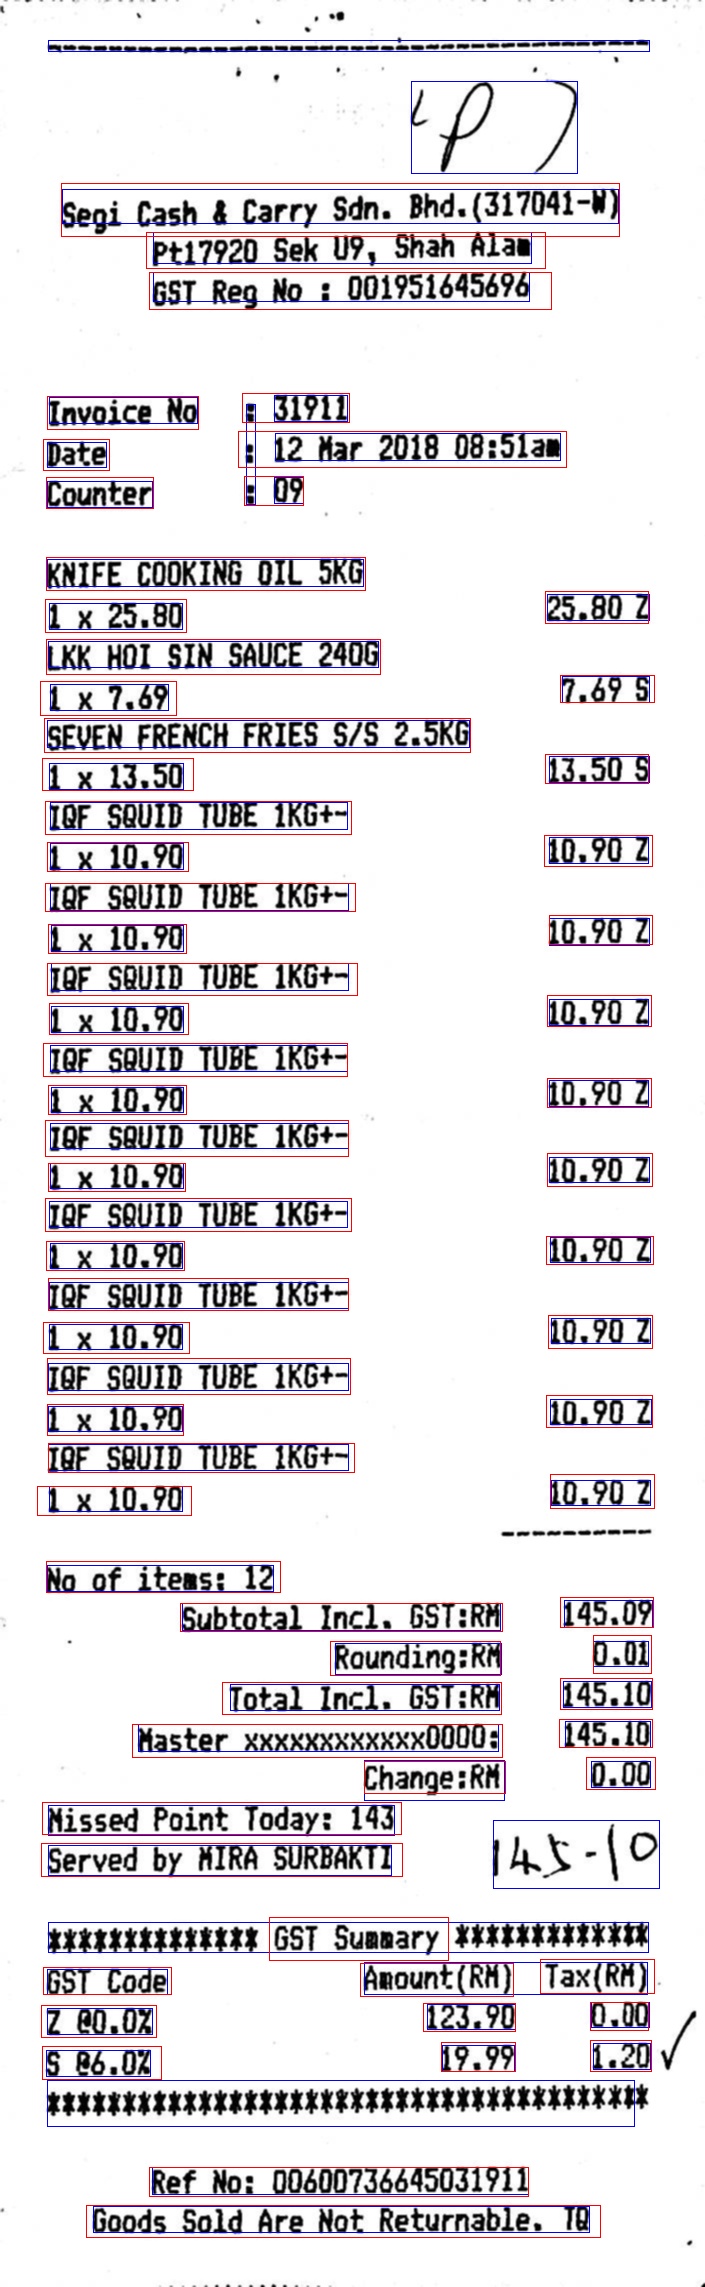 (P)
Segi Cash & Carry Sdn. Bhd.(317041-W)
Pt17920 Sek U9, Shah Alam
GST Reg No : 001951645696
Invoice No : 31911
Date : 12 Mar 2018 08:51am
Counter : 09
KNIFE COOKING OIL 5KG
1 x 25.80 25.80 Z
LKK HOI SIN SAUCE 240G
1 x 7.69 7.69 S
SEVEN FRENCH FRIES S/S 2.5KG
1 x 13.50 13.50 S
IQF SQUID TUBE 1KG+-
1 x 10.90 10.90 Z
IQF SQUID TUBE 1KG+-
1 x 10.90 10.90 Z
IQF SQUID TUBE 1KG+-
1 x 10.90 10.90 Z
IQF SQUID TUBE 1KG+-
1 x 10.90 10.90 Z
IQF SQUID TUBE 1KG+-
1 x 10.90 10.90 Z
IQF SQUID TUBE 1KG+-
1 x 10.90 10.90 Z
IQF SQUID TUBE 1KG+-
1 x 10.90 10.90 Z
IQF SQUID TUBE 1KG+-
1 x 10.90 10.90 Z
IQF SQUID TUBE 1KG+-
1 x 10.90 10.90 Z
----------
No of items: 12
Subtotal Incl. GST:RM 145.09
Rounding:RM 0.01
Total Incl. GST:RM 145.10
Master xxxxxxxxxxxx0000: 145.10
Change:RM 0.00
Missed Point Today: 143
Served by MIRA SURBAKTI
145-10
************** GST Summary *************
GST Code Amount(RM) Tax(RM)
Z @0.0% 123.90 0.00
S @6.0% 19.99 1.20
****************************************
Ref No: 00600736645031911
Goods Sold Are Not Returnable. TQ